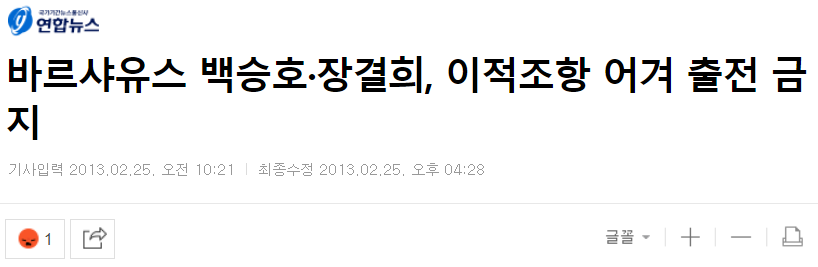 국가기간뉴스통신사
연합뉴스
바르샤유스 백승호·장결희, 이적조항 어겨 출전 금
지
기사입력 2013.02.25. 오전 10:21 | 최종수정 2013.02.25. 오후 04:28
1 글꼴